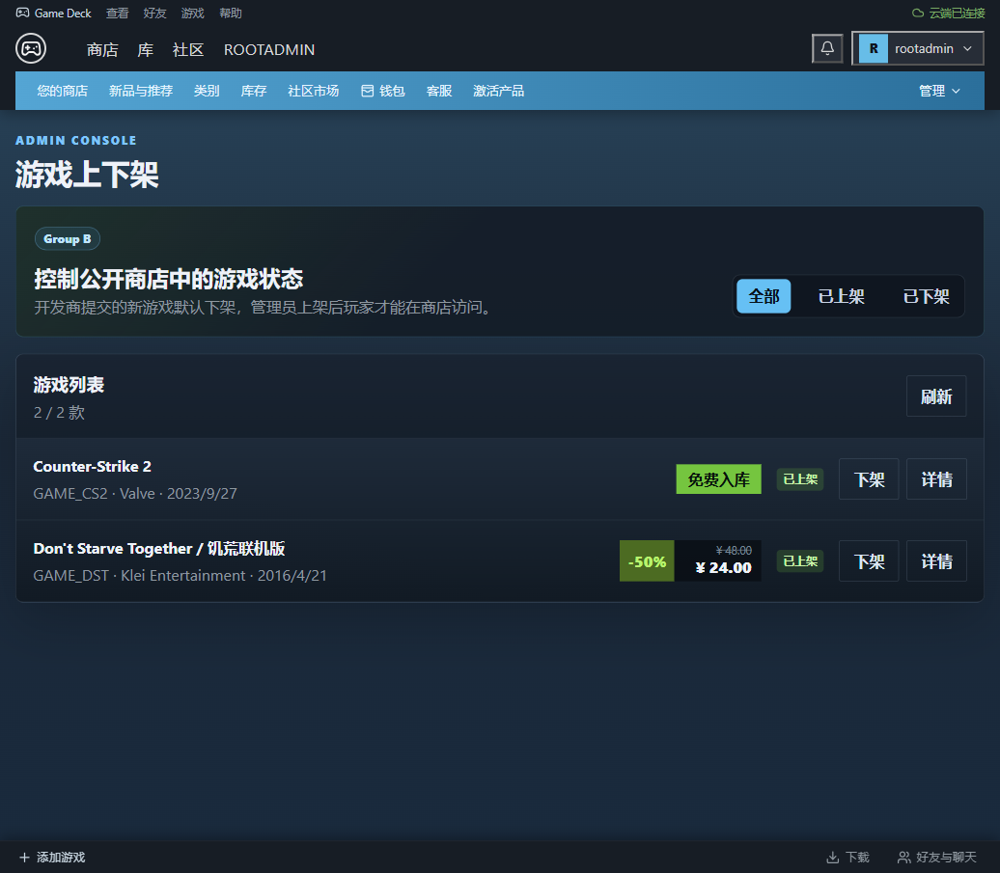 Game Deck 查看 好友 游戏 帮助 云端已连接
商店 库 社区 ROOTADMIN R rootadmin
您的商店 新品与推荐 类别 库存 社区市场 钱包 客服 激活产品 管理
ADMIN CONSOLE
游戏上下架
Group B
控制公开商店中的游戏状态
开发商提交的新游戏默认下架，管理员上架后玩家才能在商店访问。
全部 已上架 已下架
游戏列表
2 / 2 款
刷新
Counter-Strike 2
GAME_CS2 · Valve · 2023/9/27
免费入库 已上架 下架 详情
Don't Starve Together / 饥荒联机版
GAME_DST · Klei Entertainment · 2016/4/21
-50% ¥ 48.00 ¥ 24.00 已上架 下架 详情
添加游戏 下载 好友与聊天